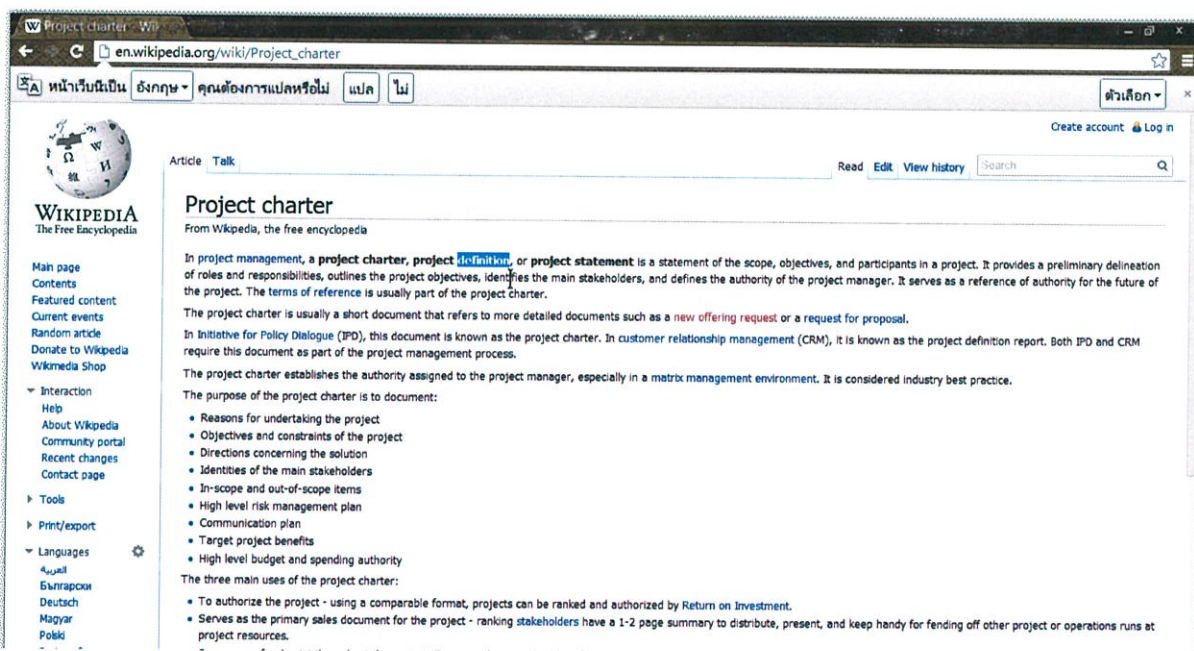 Project charter - Wi
en.wikipedia.org/wiki/Project_charter
หน้าเว็บนี้เป็น อังกฤษ คุณต้องการแปลหรือไม่ แปล ไม่ ตัวเลือก
Create account Log in
Article Talk Read Edit View history Search
WIKIPEDIA
The Free Encyclopedia
Main page
Contents
Featured content
Current events
Random article
Donate to Wikipedia
Wikimedia Shop
Interaction
Help
About Wikipedia
Community portal
Recent changes
Contact page
Tools
Print/export
Languages
العربية
Български
Deutsch
Magyar
Polski
Project charter
From Wikipedia, the free encyclopedia
In project management, a project charter, project definition, or project statement is a statement of the scope, objectives, and participants in a project. It provides a preliminary delineation
of roles and responsibilities, outlines the project objectives, identifies the main stakeholders, and defines the authority of the project manager. It serves as a reference of authority for the future of
the project. The terms of reference is usually part of the project charter.
The project charter is usually a short document that refers to more detailed documents such as a new offering request or a request for proposal.
In Initiative for Policy Dialogue (IPD), this document is known as the project charter. In customer relationship management (CRM), it is known as the project definition report. Both IPD and CRM
require this document as part of the project management process.
The project charter establishes the authority assigned to the project manager, especially in a matrix management environment. It is considered industry best practice.
The purpose of the project charter is to document:
• Reasons for undertaking the project
• Objectives and constraints of the project
• Directions concerning the solution
• Identities of the main stakeholders
• In-scope and out-of-scope items
• High level risk management plan
• Communication plan
• Target project benefits
• High level budget and spending authority
The three main uses of the project charter:
• To authorize the project - using a comparable format, projects can be ranked and authorized by Return on Investment.
• Serves as the primary sales document for the project - ranking stakeholders have a 1-2 page summary to distribute, present, and keep handy for fending off other project or operations runs at
project resources.